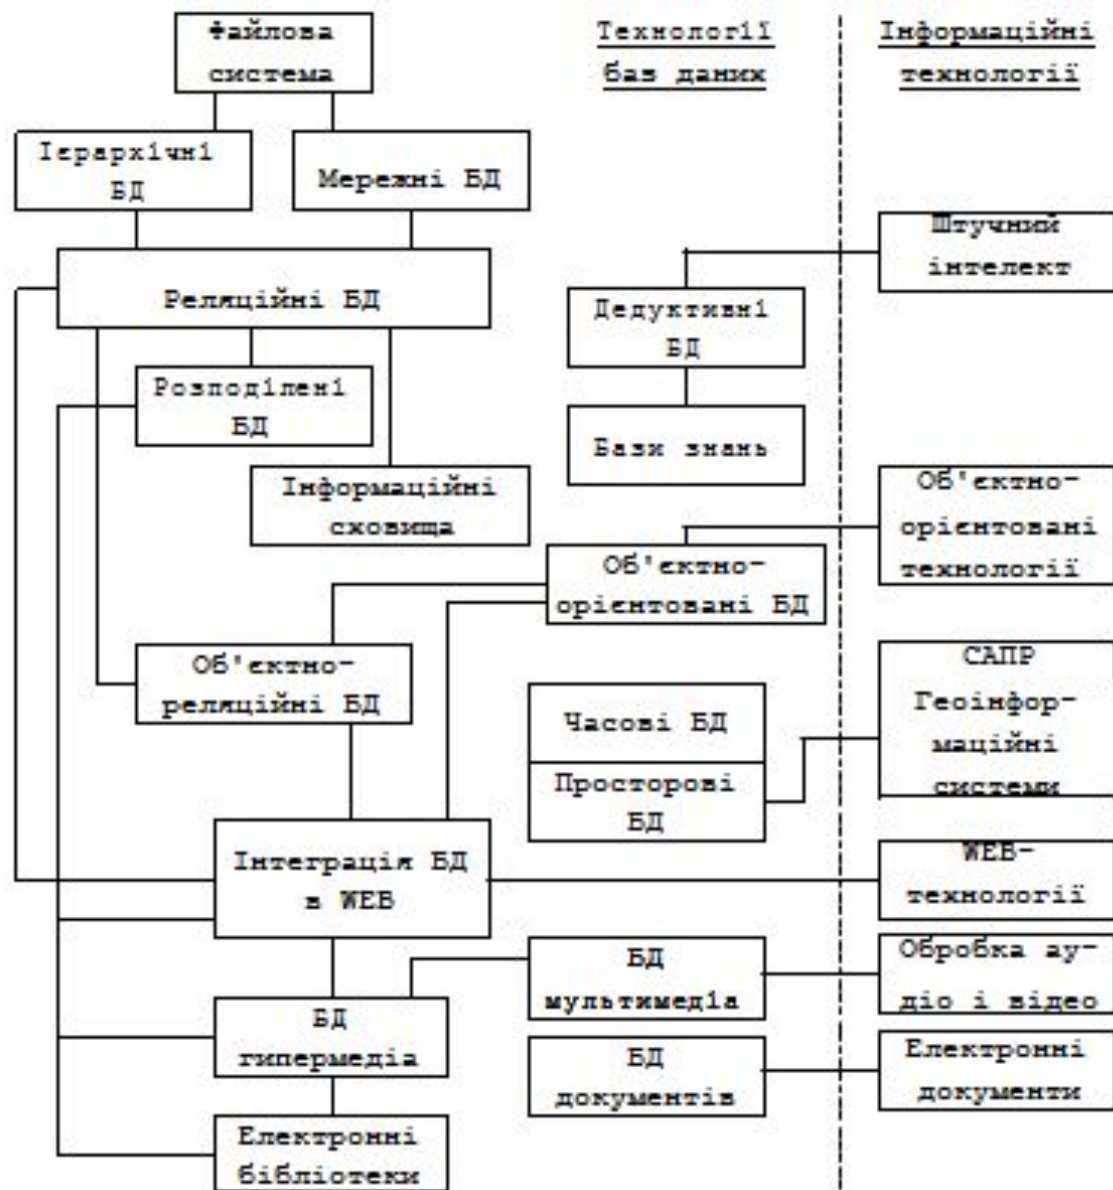 Файлова
система
Технології
баз даних
Інформаційні
технології
Ієрархічні
БД
Мережні БД
Штучний
інтелект
Реляційні БД
Дедуктивні
БД
Розподілені
БД
Бази знань
Інформаційні
сховища
Об'єктно-
орієнтовані
технології
Об'єктно-
орієнтовані БД
Об'єктно-
реляційні БД
САПР
Геоінфор-
маційні
системи
Часові БД
Просторові
БД
Інтеграція БД
в WEB
WEB-
технології
БД
мультимедіа
Обробка ау-
діо і відео
БД
гипермедіа
БД
документів
Електронні
документи
Електронні
бібліотеки